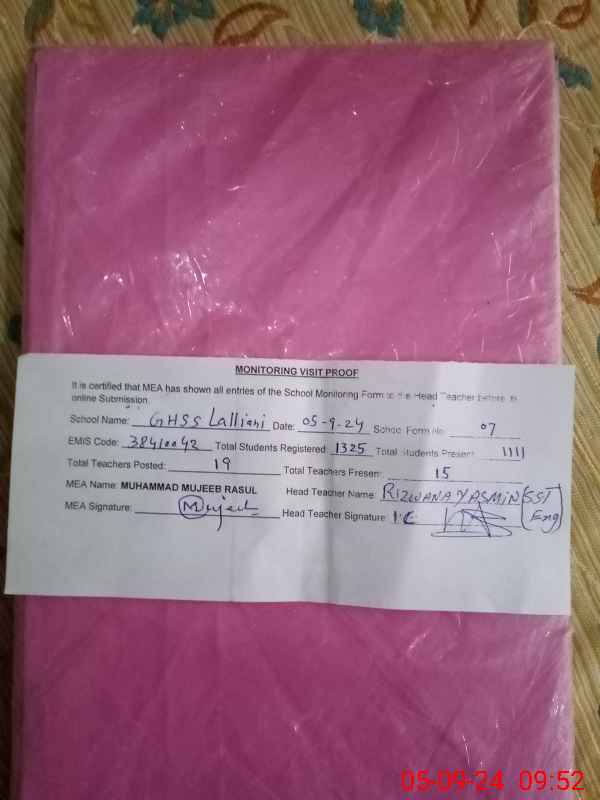 MONITORING VISIT PROOF
It is certified that MEA has shown all entries of the School Monitoring Form to the Head Teacher before its
online Submission.
School Name: GHSS Lalliani Date: 05-9-24 School Form No: 07
EMIS Code: 38410042 Total Students Registered 1325 Total Students Present 1111
Total Teachers Posted: 19 Total Teachers Present 15
MEA Name: MUHAMMAD MUJEEB RASUL Head Teacher Name: RIZWANA YASMIN (SST
MEA Signature: Mujeeb Head Teacher Signature I/C Eng)
05-09-24 09:52